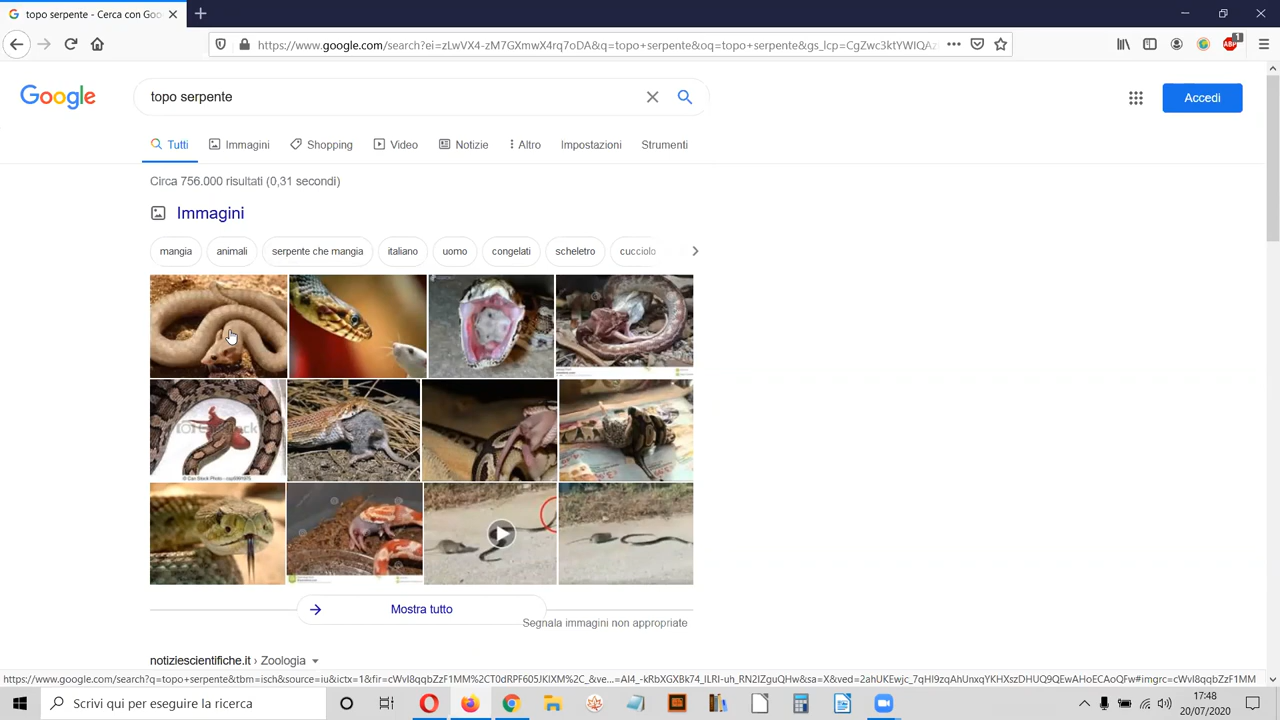 topo serpente - Cerca con Goo
https://www.google.com/search?ei=zLwVX4-zM7GXmwX4rq7oDA&q=topo+serpente&oq=topo+serpente&gs_lcp=CgZwc3ktYWIQAz
ABP 1
Google
topo serpente
Accedi
Tutti Immagini Shopping Video Notizie Altro Impostazioni Strumenti
Circa 756.000 risultati (0,31 secondi)
Immagini
mangia animali serpente che mangia italiano uomo congelati scheletro cucciolo
Mostra tutto
Segnala immagini non appropriate
notiziescientifiche.it › Zoologia
Scrivi qui per eseguire la ricerca
17:48
20/07/2020